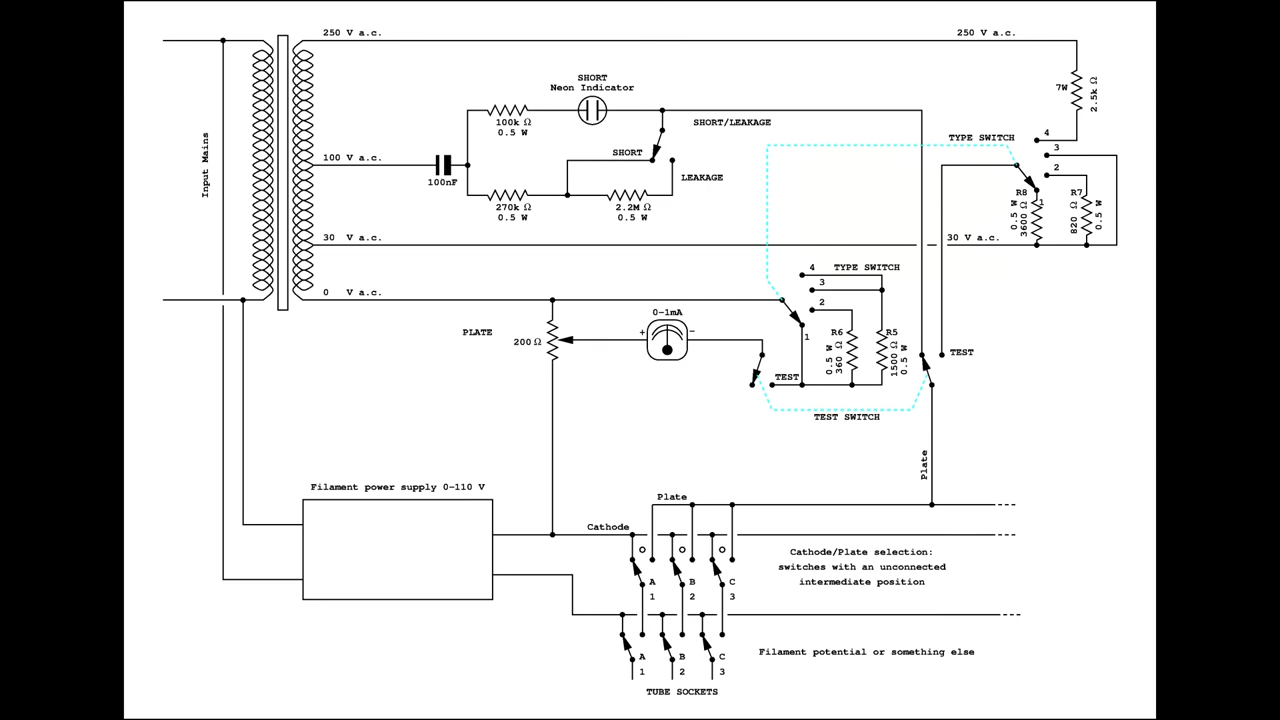 250 V a.c.
250 V a.c.
SHORT
Neon Indicator
7W
2.5k Ω
100k Ω
0.5 W
SHORT/LEAKAGE
TYPE SWITCH
4
3
2
1
Input Mains
100 V a.c.
100nF
SHORT
LEAKAGE
270k Ω
0.5 W
2.2M Ω
0.5 W
R8
0.5 W
3600 Ω
R7
820 Ω
0.5 W
30 V a.c.
30 V a.c.
0 V a.c.
4
TYPE SWITCH
3
2
1
PLATE
200 Ω
0-1mA
+
-
R6
0.5 W
360 Ω
R5
1500 Ω
0.5 W
TEST
TEST
TEST SWITCH
Plate
Filament power supply 0-110 V
Plate
Cathode
Cathode/Plate selection:
switches with an unconnected
intermediate position
A
1
B
2
C
3
Filament potential or something else
A
1
B
2
C
3
TUBE SOCKETS